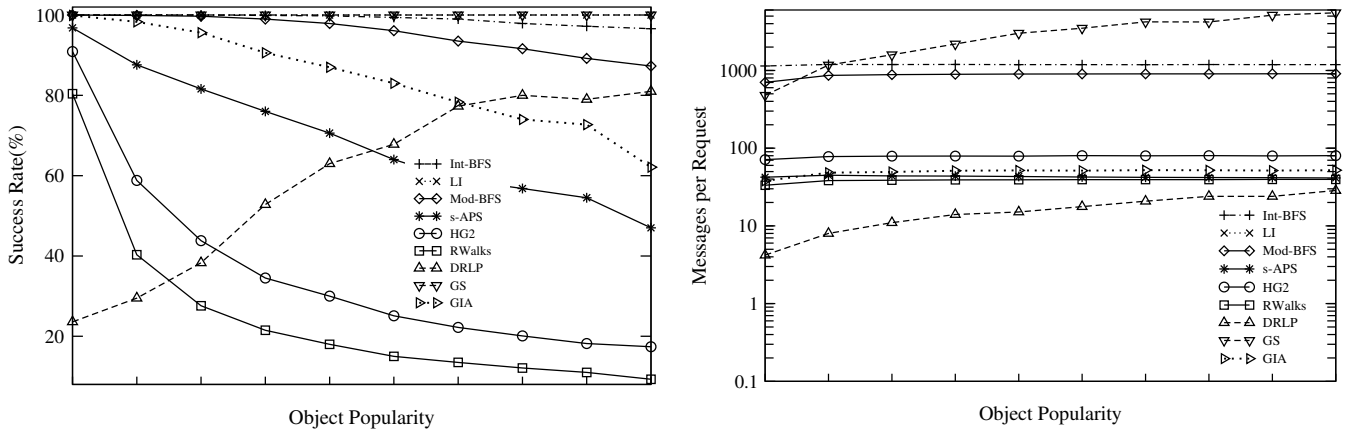 100
80
60
40
20
Success Rate(%)
Int-BFS
LI
Mod-BFS
s-APS
HG2
RWalks
DRLP
GS
GIA
Object Popularity
1000
100
10
1
0.1
Messages per Request
Int-BFS
LI
Mod-BFS
s-APS
HG2
RWalks
DRLP
GS
GIA
Object Popularity